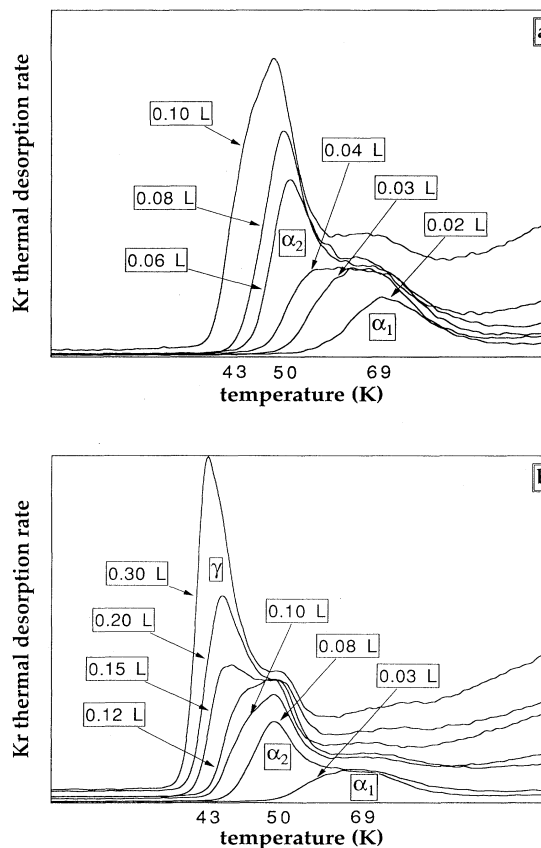 a
Kr thermal desorption rate
0.10 L
0.04 L
0.03 L
0.08 L
0.02 L
α2
0.06 L
α1
43 50 69
temperature (K)
b
Kr thermal desorption rate
γ
0.30 L
0.10 L
0.20 L
0.08 L
0.03 L
0.15 L
0.12 L
α2
α1
43 50 69
temperature (K)